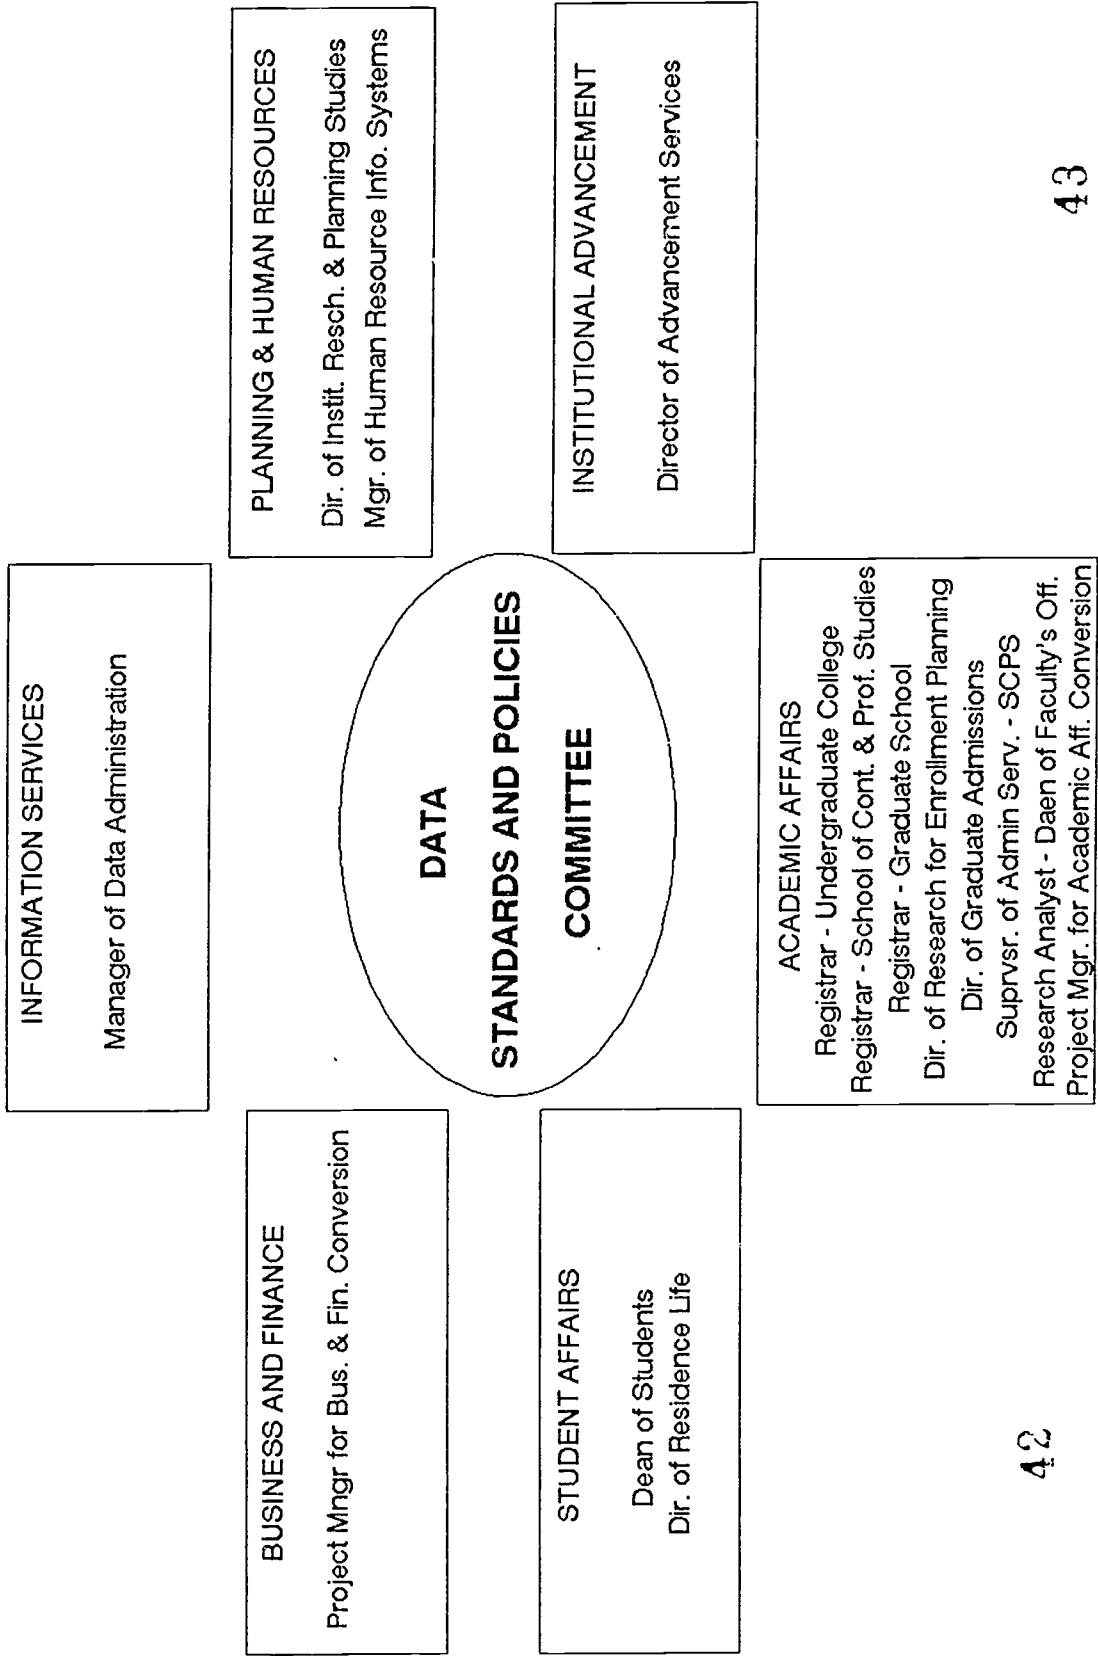 INFORMATION SERVICES
Manager of Data Administration
BUSINESS AND FINANCE
Project Mngr for Bus. & Fin. Conversion
PLANNING & HUMAN RESOURCES
Dir. of Instit. Resch. & Planning Studies
Mgr. of Human Resource Info. Systems
DATA
STANDARDS AND POLICIES
COMMITTEE
STUDENT AFFAIRS
Dean of Students
Dir. of Residence Life
INSTITUTIONAL ADVANCEMENT
Director of Advancement Services
ACADEMIC AFFAIRS
Registrar - Undergraduate College
Registrar - School of Cont. & Prof. Studies
Registrar - Graduate School
Dir. of Research for Enrollment Planning
Dir. of Graduate Admissions
Suprvsr. of Admin Serv. - SCPS
Research Analyst - Daen of Faculty's Off.
Project Mgr. for Academic Aff. Conversion
42
43